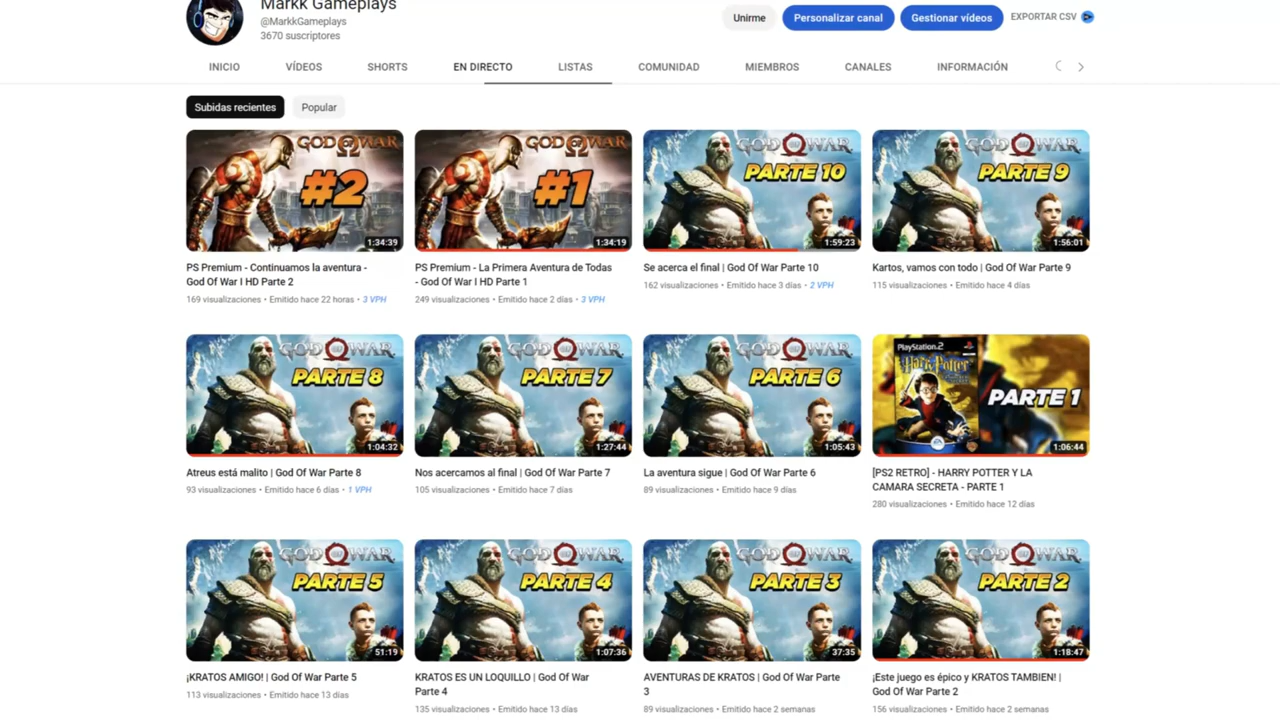 Markk Gameplays
@MarkkGameplays
3670 suscriptores
Unirme
Personalizar canal
Gestionar vídeos
EXPORTAR CSV
INICIO
VÍDEOS
SHORTS
EN DIRECTO
LISTAS
COMUNIDAD
MIEMBROS
CANALES
INFORMACIÓN
Subidas recientes
Popular
GOD OF WAR
#2
1:34:39
GOD OF WAR
#1
1:34:19
GOD OF WAR
PARTE 10
1:59:23
GOD OF WAR
PARTE 9
1:56:01
PS Premium - Continuamos la aventura -
God Of War I HD Parte 2
169 visualizaciones • Emitido hace 22 horas • 3 VPH
PS Premium - La Primera Aventura de Todas
- God Of War I HD Parte 1
249 visualizaciones • Emitido hace 2 días • 3 VPH
Se acerca el final | God Of War Parte 10
162 visualizaciones • Emitido hace 3 días • 2 VPH
Kartos, vamos con todo | God Of War Parte 9
115 visualizaciones • Emitido hace 4 días
GOD OF WAR
PARTE 8
1:04:32
GOD OF WAR
PARTE 7
1:27:44
GOD OF WAR
PARTE 6
1:05:43
PlayStation.2
Harry Potter
EA
PARTE 1
1:06:44
Atreus está malito | God Of War Parte 8
93 visualizaciones • Emitido hace 6 días • 1 VPH
Nos acercamos al final | God Of War Parte 7
105 visualizaciones • Emitido hace 7 días
La aventura sigue | God Of War Parte 6
89 visualizaciones • Emitido hace 9 días
[PS2 RETRO] - HARRY POTTER Y LA
CAMARA SECRETA - PARTE 1
280 visualizaciones • Emitido hace 12 días
GOD OF WAR
PARTE 5
51:19
GOD OF WAR
PARTE 4
1:07:36
GOD OF WAR
PARTE 3
37:35
GOD OF WAR
PARTE 2
1:18:47
¡KRATOS AMIGO! | God Of War Parte 5
113 visualizaciones • Emitido hace 13 días
KRATOS ES UN LOQUILLO | God Of War
Parte 4
135 visualizaciones • Emitido hace 13 días
AVENTURAS DE KRATOS | God Of War Parte
3
89 visualizaciones • Emitido hace 2 semanas
¡Este juego es épico y KRATOS TAMBIEN! |
God Of War Parte 2
156 visualizaciones • Emitido hace 2 semanas